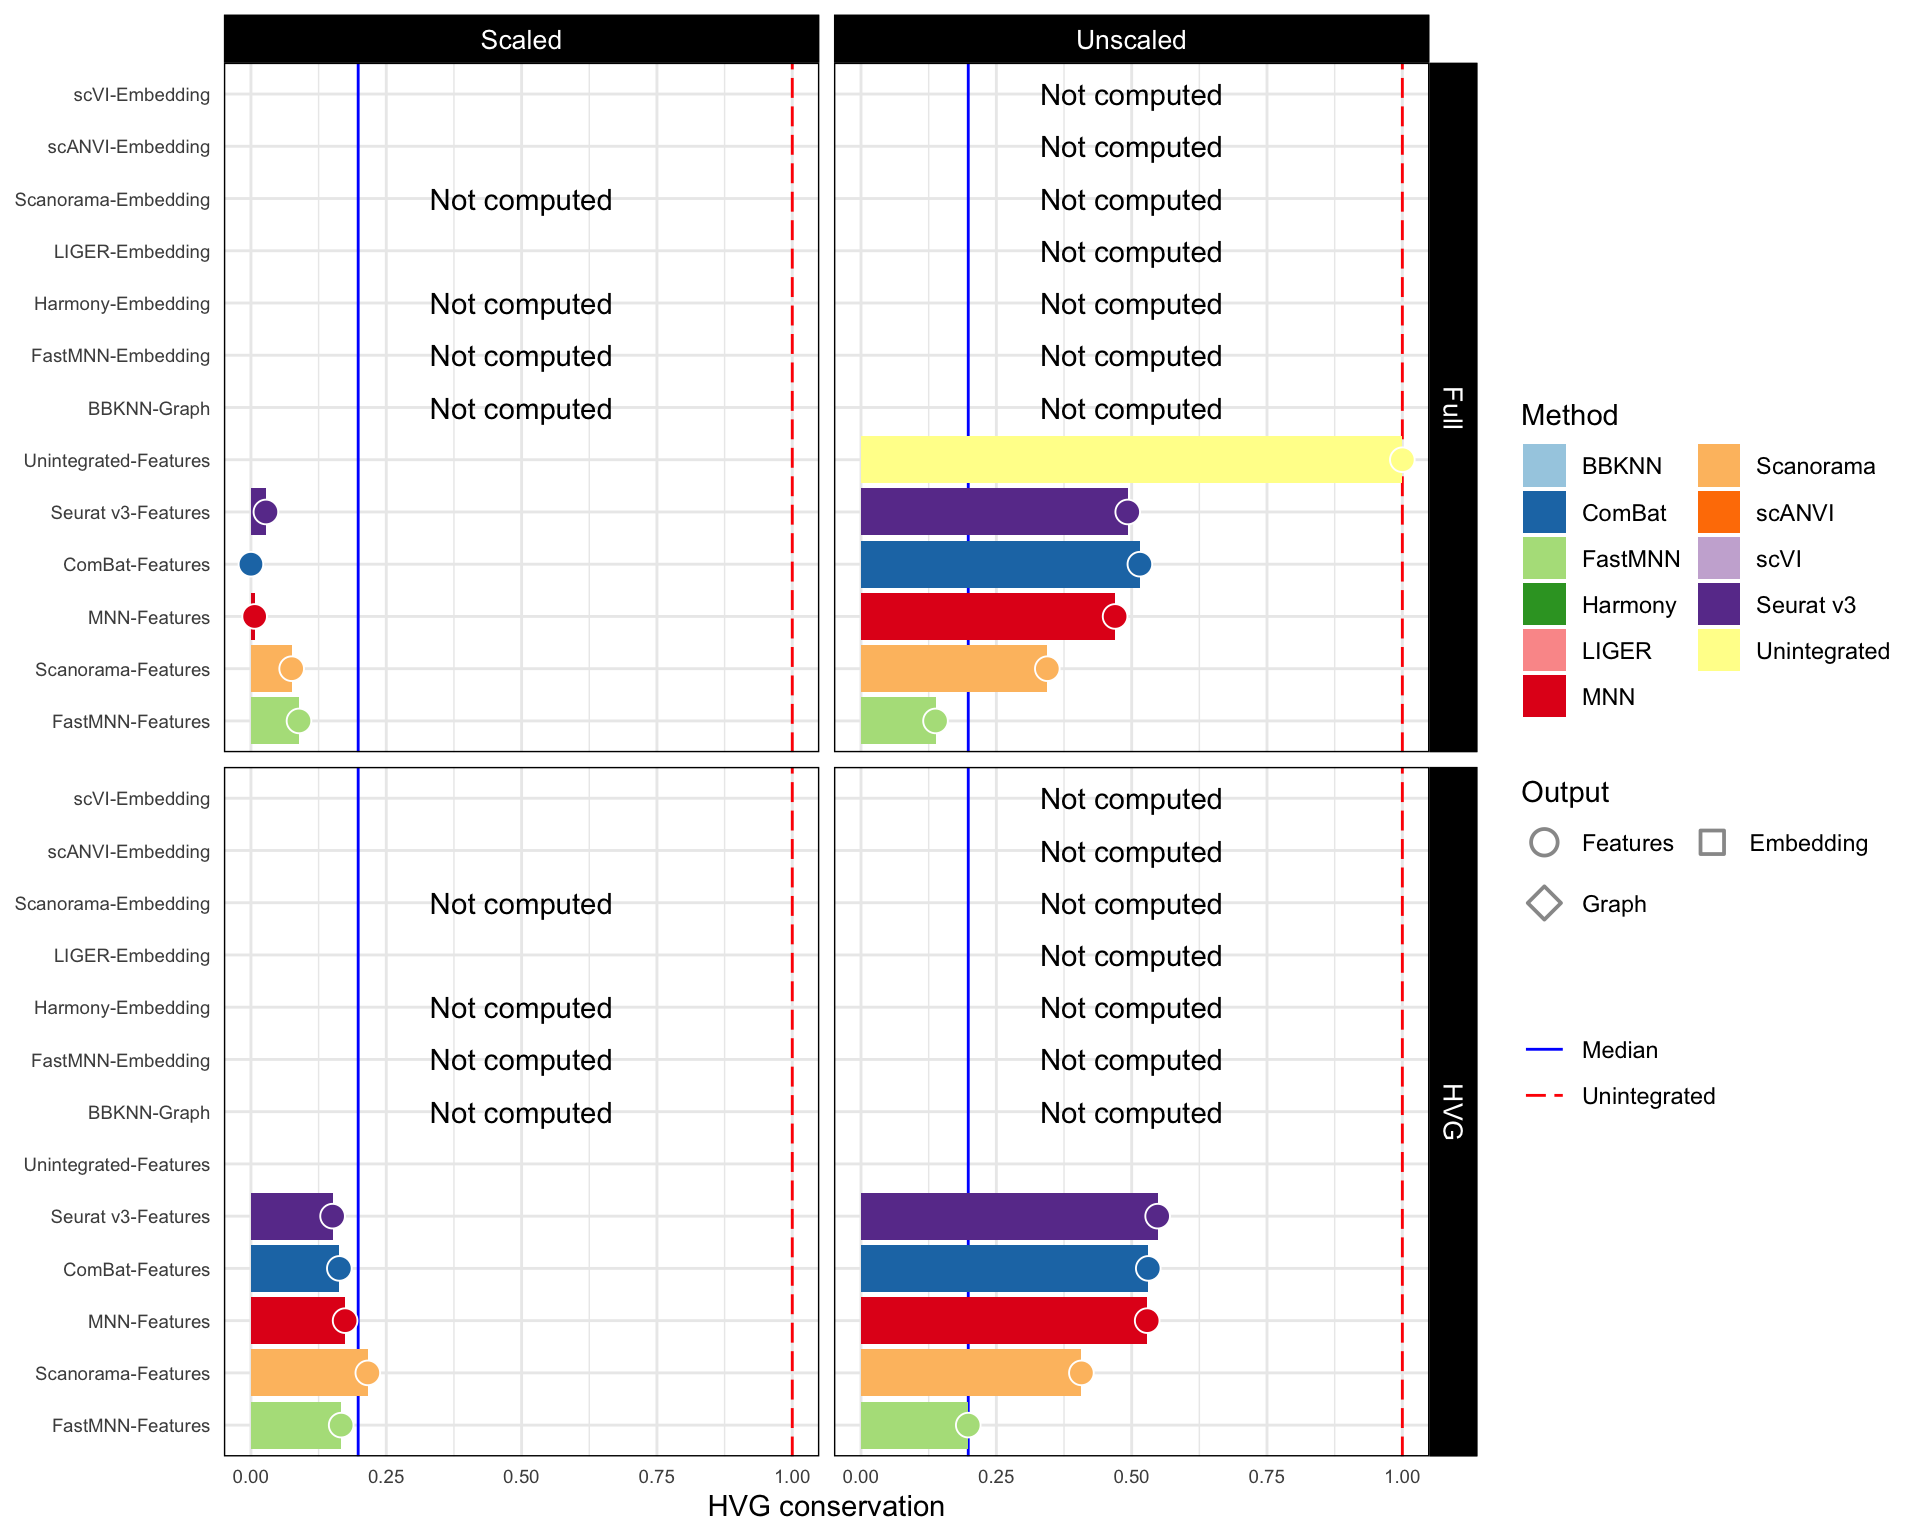 Scaled
Unscaled
scVI-Embedding
Not computed
scANVI-Embedding
Not computed
Scanorama-Embedding
Not computed
Not computed
LIGER-Embedding
Not computed
Harmony-Embedding
Not computed
Not computed
FastMNN-Embedding
Not computed
Not computed
BBKNN-Graph
Not computed
Not computed
Unintegrated-Features
Seurat v3-Features
ComBat-Features
MNN-Features
Scanorama-Features
FastMNN-Features
Full
scVI-Embedding
Not computed
scANVI-Embedding
Not computed
Scanorama-Embedding
Not computed
Not computed
LIGER-Embedding
Not computed
Harmony-Embedding
Not computed
Not computed
FastMNN-Embedding
Not computed
Not computed
BBKNN-Graph
Not computed
Not computed
Unintegrated-Features
Seurat v3-Features
ComBat-Features
MNN-Features
Scanorama-Features
FastMNN-Features
HVG
0.00 0.25 0.50 0.75 1.00
0.00 0.25 0.50 0.75 1.00
HVG conservation
Method
BBKNN
ComBat
FastMNN
Harmony
LIGER
MNN
Scanorama
scANVI
scVI
Seurat v3
Unintegrated
Output
Features
Embedding
Graph
Median
Unintegrated